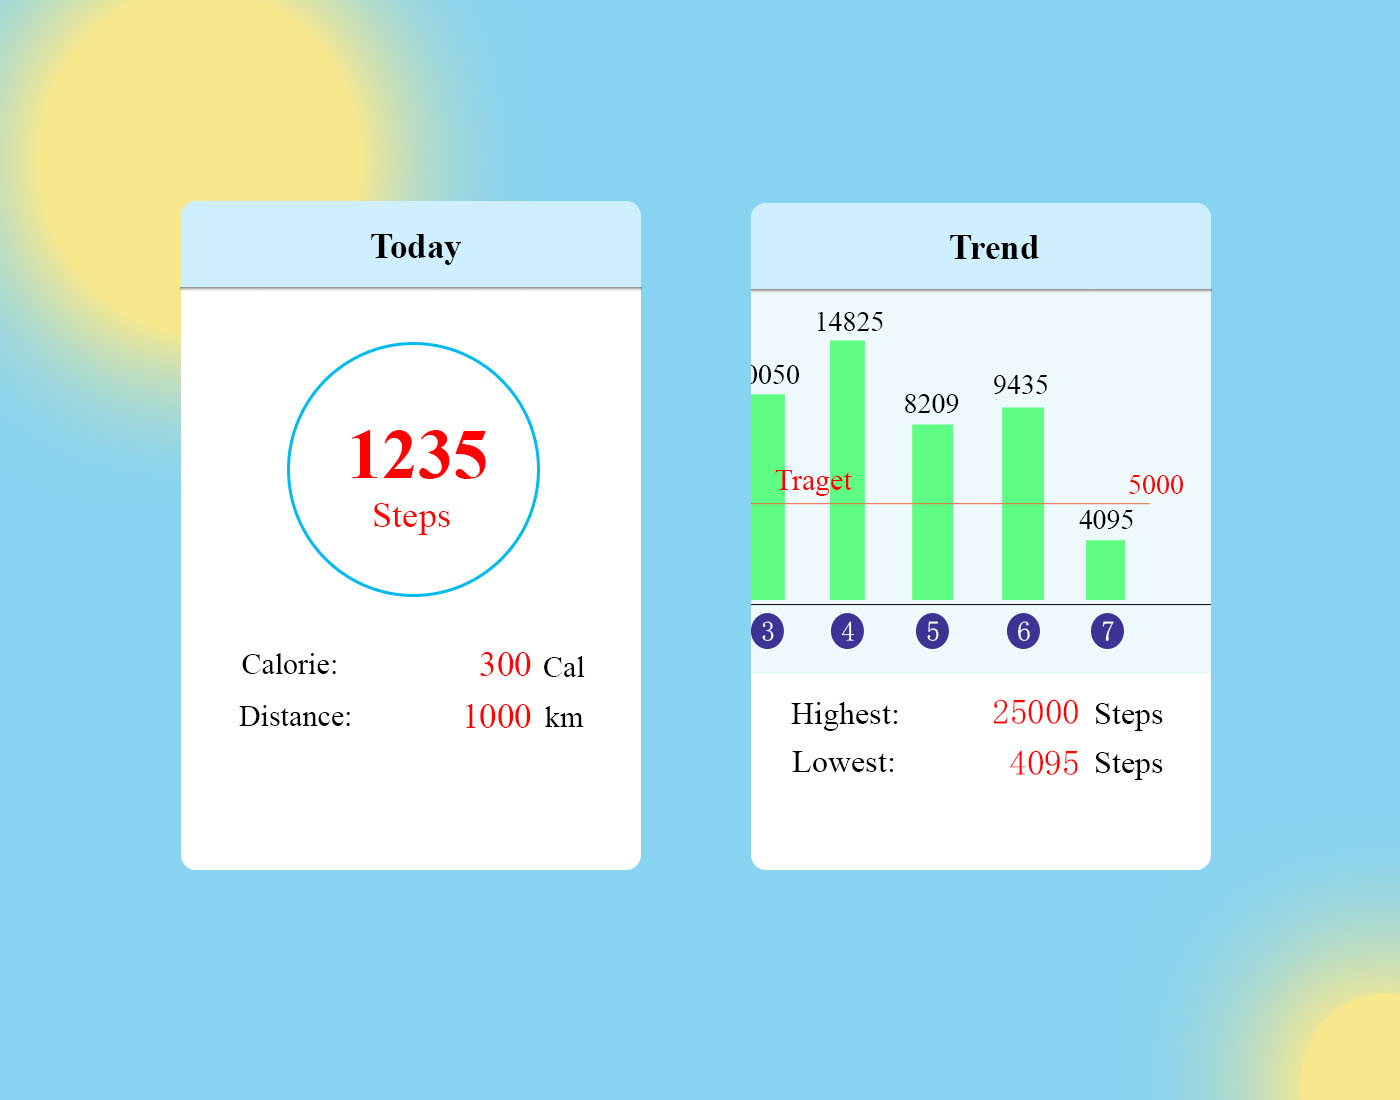 Today
1235
Steps
Calorie: 300 Cal
Distance: 1000 km
Trend
14825
0050
9435
8209
Traget
5000
4095
3 4 5 6 7
Highest: 25000 Steps
Lowest: 4095 Steps